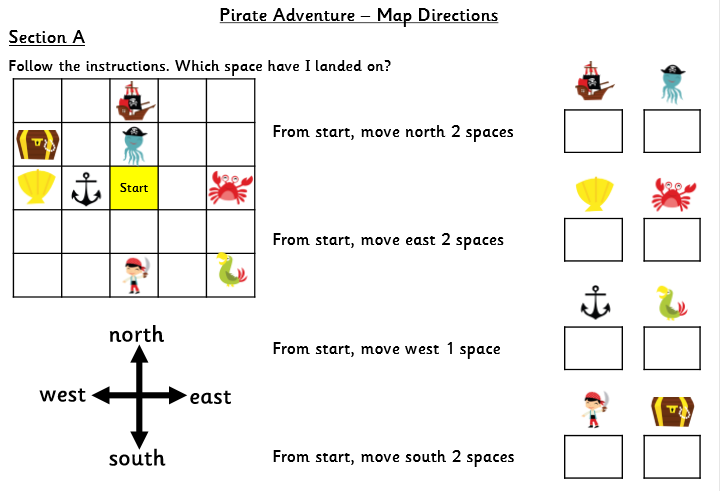 Pirate Adventure – Map Directions
Section A
Follow the instructions. Which space have I landed on?
Start
From start, move north 2 spaces
From start, move east 2 spaces
From start, move west 1 space
From start, move south 2 spaces
north
west
east
south